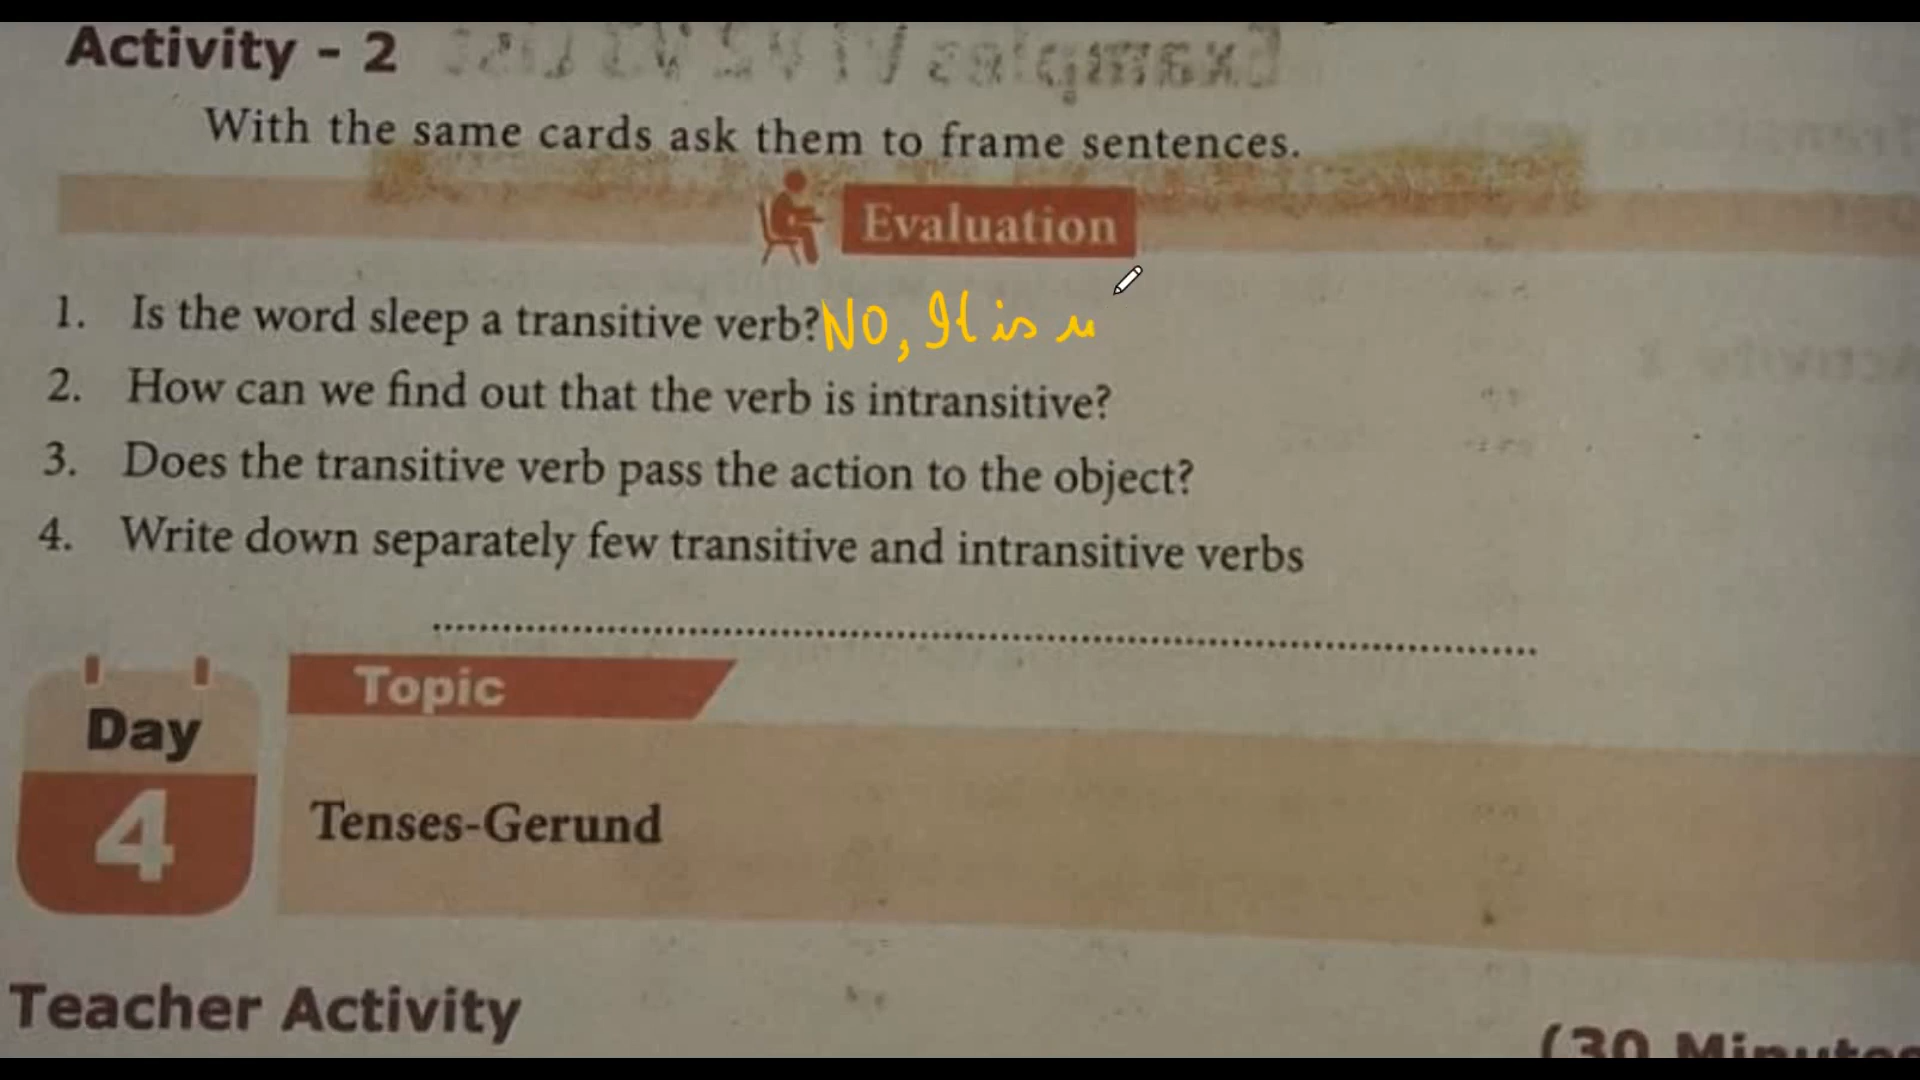 Activity - 2
With the same cards ask them to frame sentences.
Evaluation
1. Is the word sleep a transitive verb? NO, It is
2. How can we find out that the verb is intransitive?
3. Does the transitive verb pass the action to the object?
4. Write down separately few transitive and intransitive verbs
Topic
Day
4
Tenses-Gerund
Teacher Activity
(30 Minutes